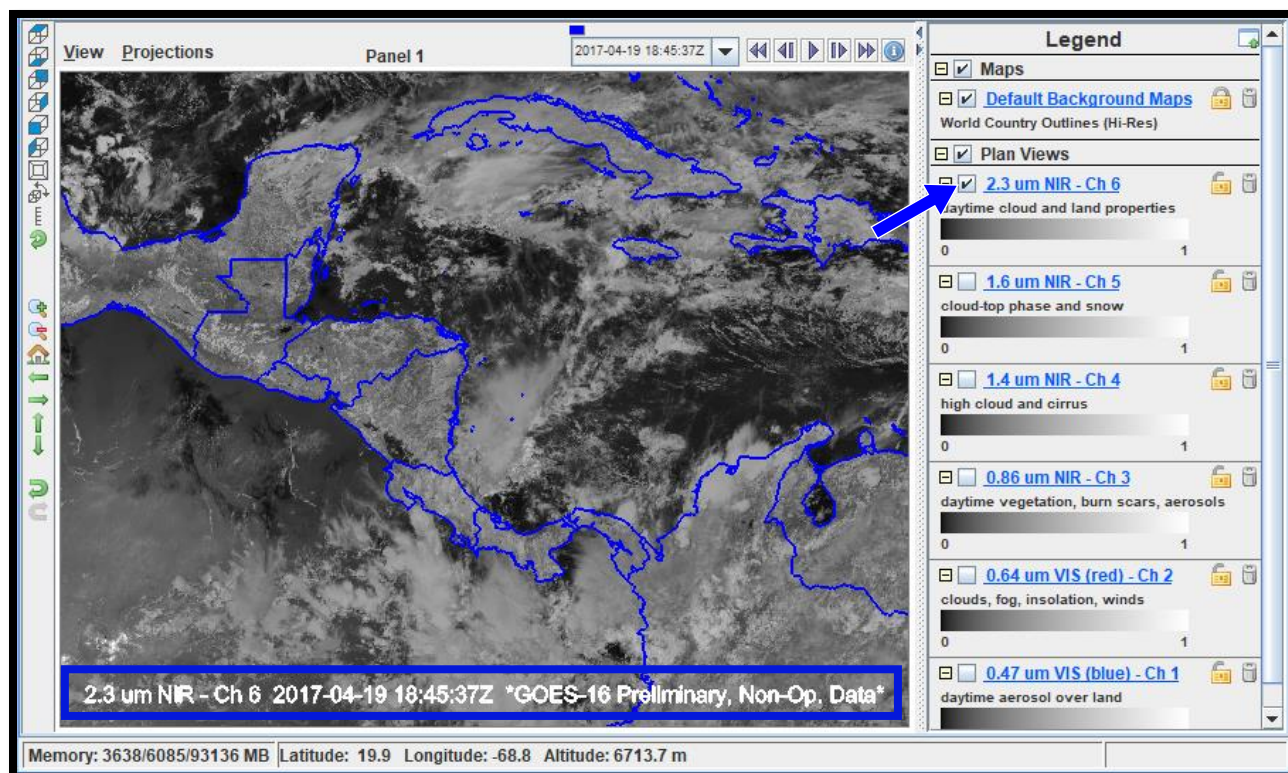 View Projections
Panel 1
2017-04-19 18:45:37Z
2.3 um NIR - Ch 6 2017-04-19 18:45:37Z *GOES-16 Preliminary, Non-Op, Data*
Legend
Maps
Default Background Maps
World Country Outlines (Hi-Res)
Plan Views
2.3 um NIR - Ch 6
daytime cloud and land properties
0 1
1.6 um NIR - Ch 5
cloud-top phase and snow
0 1
1.4 um NIR - Ch 4
high cloud and cirrus
0 1
0.86 um NIR - Ch 3
daytime vegetation, burn scars, aerosols
0 1
0.64 um VIS (red) - Ch 2
clouds, fog, insolation, winds
0 1
0.47 um VIS (blue) - Ch 1
daytime aerosol over land
Memory: 3638/6085/93136 MB Latitude: 19.9 Longitude: -68.8 Altitude: 6713.7 m